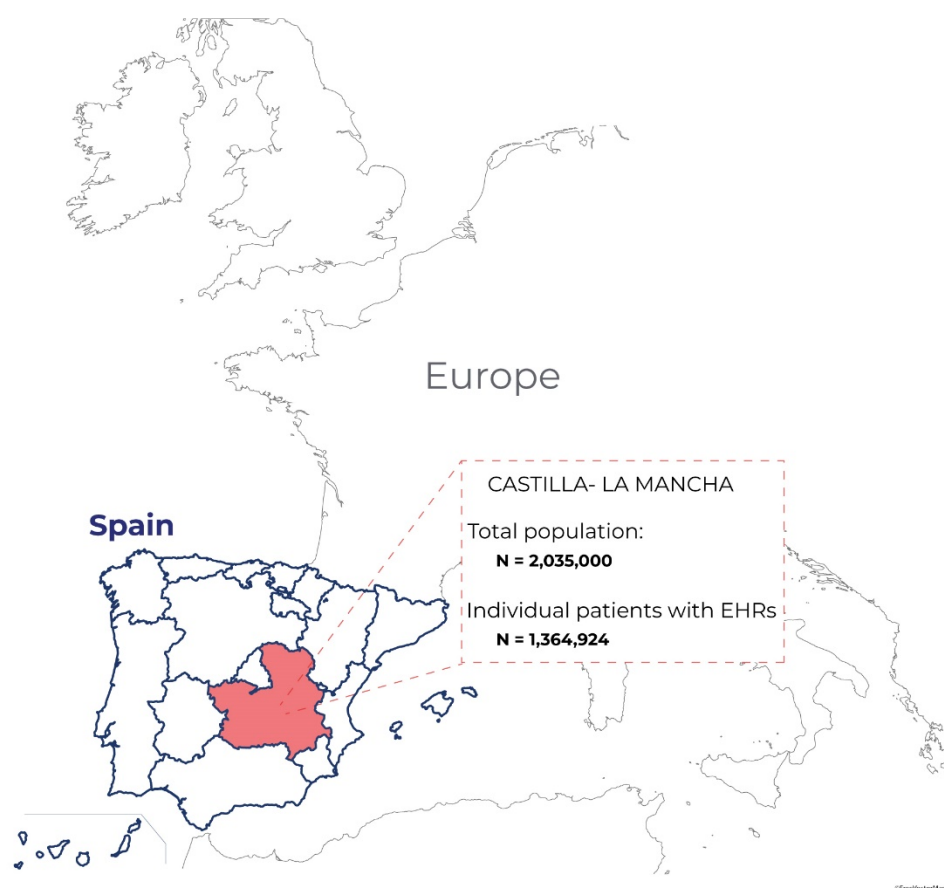 Europe
CASTILLA- LA MANCHA
Total population:
N = 2,035,000
Individual patients with EHRs
N = 1,364,924
Spain